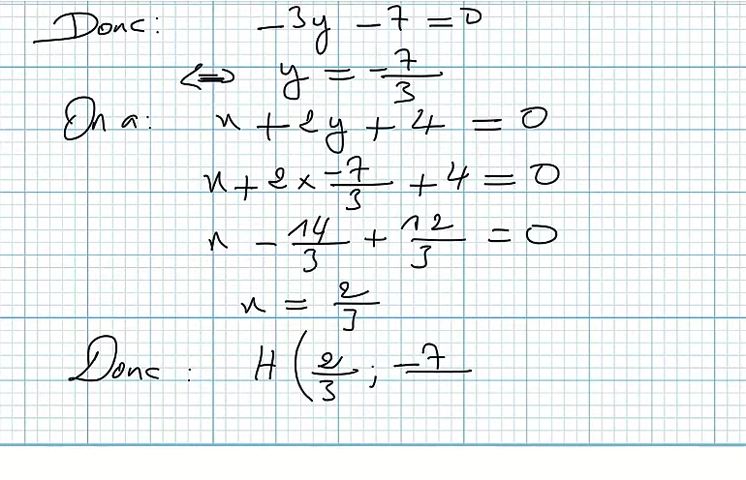 Donc: -3y - 7 = 0
<=> y = -7/3
On a: x + 2y + 4 = 0
x + 2 × -7/3 + 4 = 0
x - 14/3 + 12/3 = 0
x = 2/3
Donc : H (2/3 ; -7